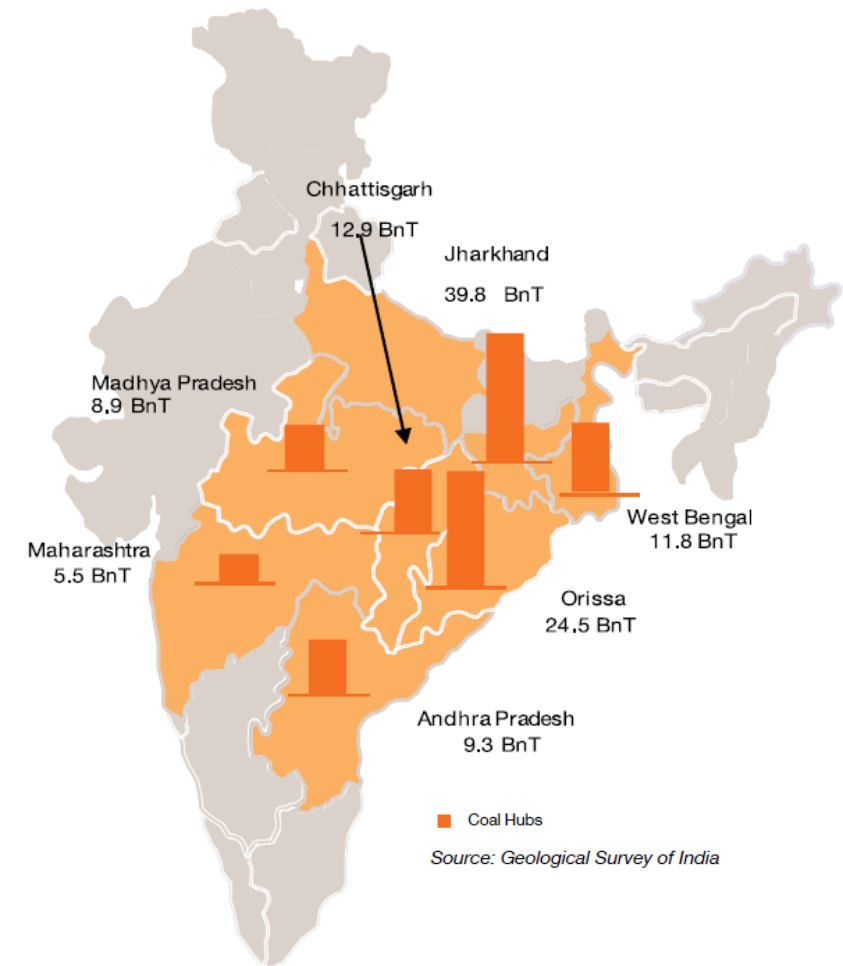 Chhattisgarh
12.9 BnT
Jharkhand
39.8 BnT
Madhya Pradesh
8.9 BnT
West Bengal
11.8 BnT
Maharashtra
5.5 BnT
Orissa
24.5 BnT
Andhra Pradesh
9.3 BnT
Coal Hubs
Source: Geological Survey of India